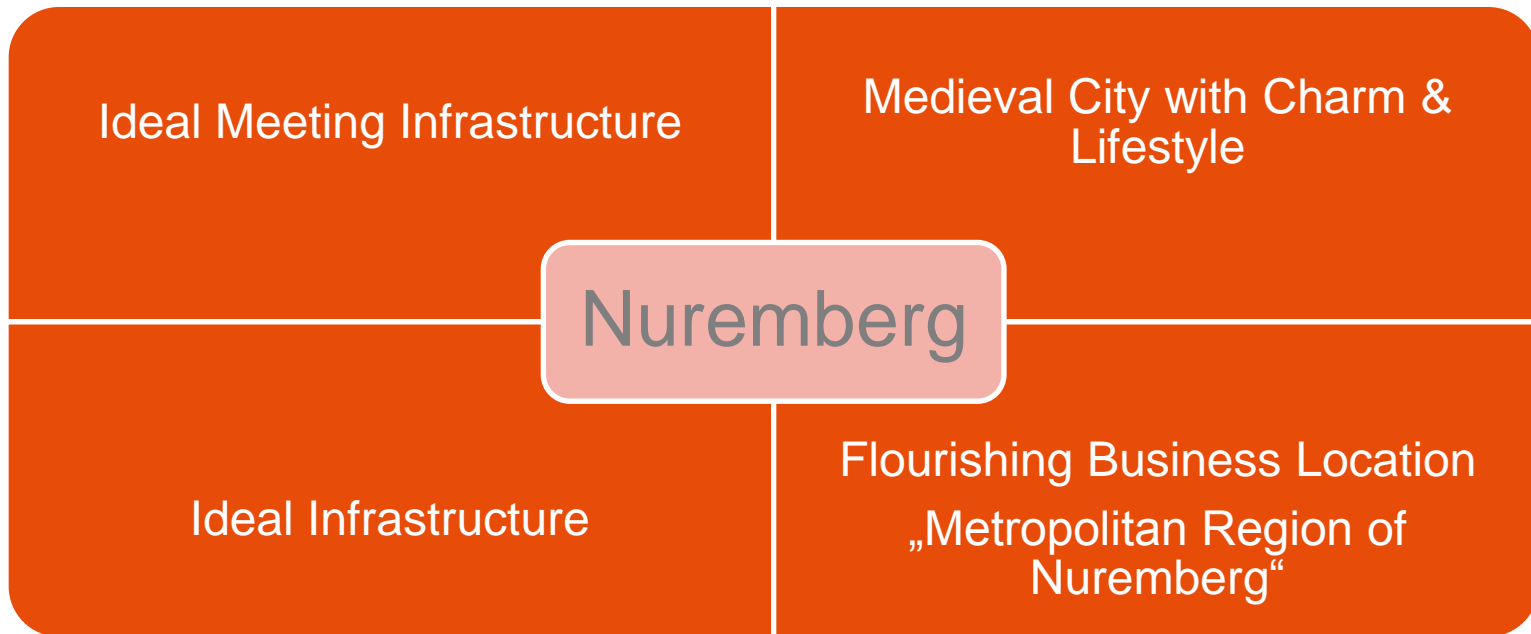 Ideal Meeting Infrastructure
Medieval City with Charm &
Lifestyle
Nuremberg
Ideal Infrastructure
Flourishing Business Location
„Metropolitan Region of
Nuremberg“